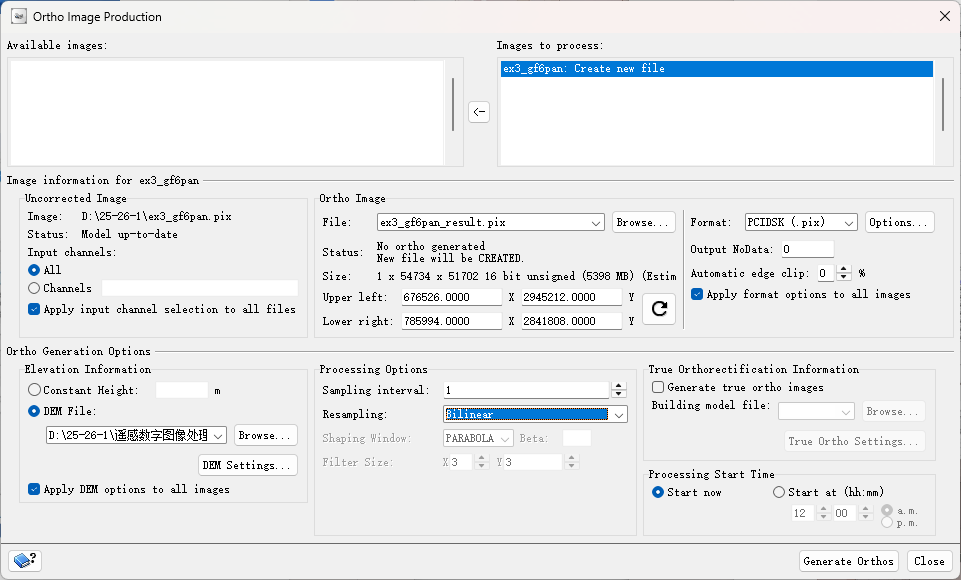 Ortho Image Production
Available images:
Images to process:
ex3_gf6pan: Create new file
<-
Image information for ex3_gf6pan
Uncorrected Image
Image: D:\25-26-1\ex3_gf6pan.pix
Status: Model up-to-date
Input channels:
All
Channels
Apply input channel selection to all files
Ortho Image
File: ex3_gf6pan_result.pix Browse...
Status: No ortho generated
New file will be CREATED.
Size: 1 x 54734 x 51702 16 bit unsigned (5398 MB) (Estim
Upper left: 676526.0000 X 2945212.0000 Y
Lower right: 785994.0000 X 2841808.0000 Y
Format: PCIDSK (.pix) Options...
Output NoData: 0
Automatic edge clip: 0 %
Apply format options to all images
Ortho Generation Options
Elevation Information
Constant Height: m
DEM File:
D:\25-26-1\遥感数字图像处理 Browse...
DEM Settings...
Apply DEM options to all images
Processing Options
Sampling interval: 1
Resampling: Bilinear
Shaping Window: PARABOLA Beta:
Filter Size: X 3 Y 3
True Orthorectification Information
Generate true ortho images
Building model file: Browse...
True Ortho Settings...
Processing Start Time
Start now Start at (hh:mm)
12 00 a.m.
p.m.
?
Generate Orthos Close